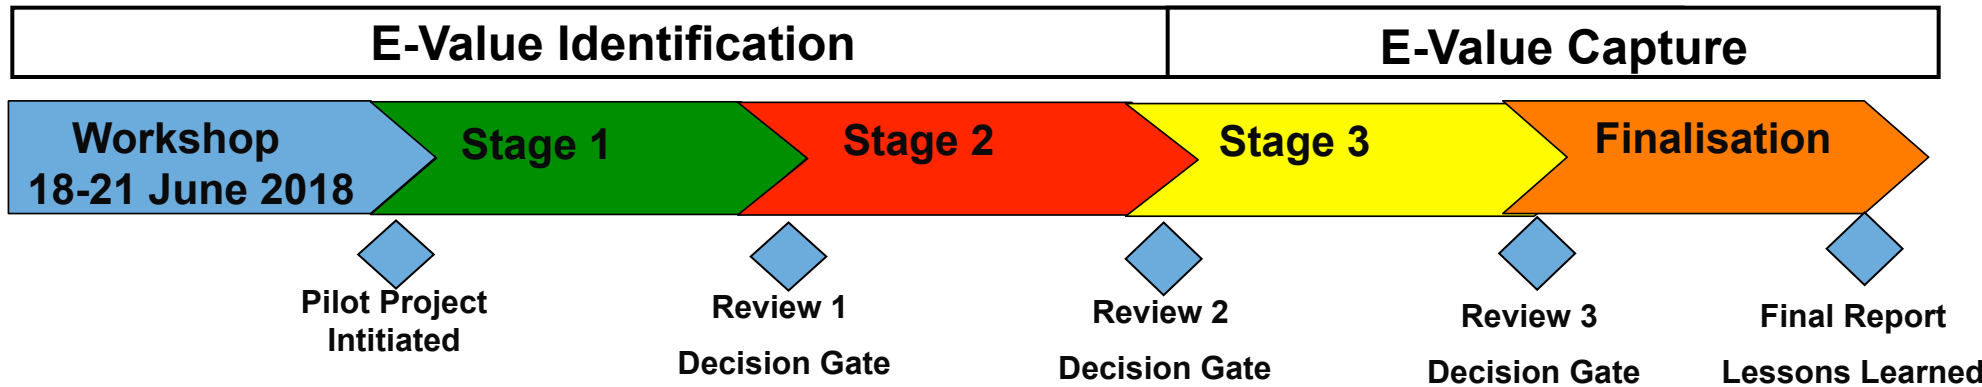 E-Value Identification
E-Value Capture
Workshop
18-21 June 2018
Stage 1
Stage 2
Stage 3
Finalisation
Pilot Project
Intitiated
Review 1
Decision Gate
Review 2
Decision Gate
Review 3
Decision Gate
Final Report
Lessons Learned